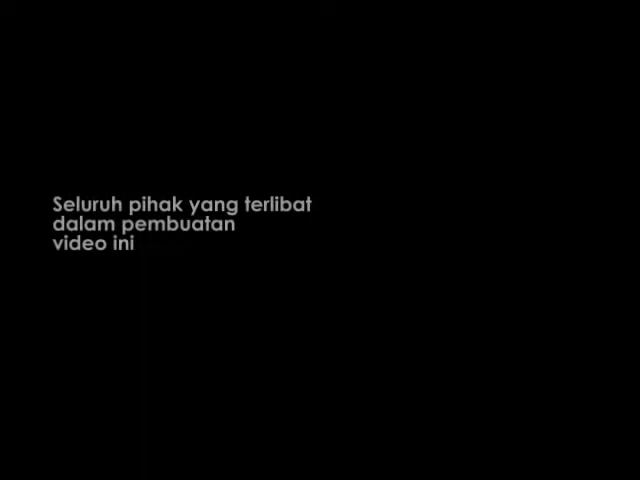 Seluruh pihak yang terlibat
dalam pembuatan
video ini